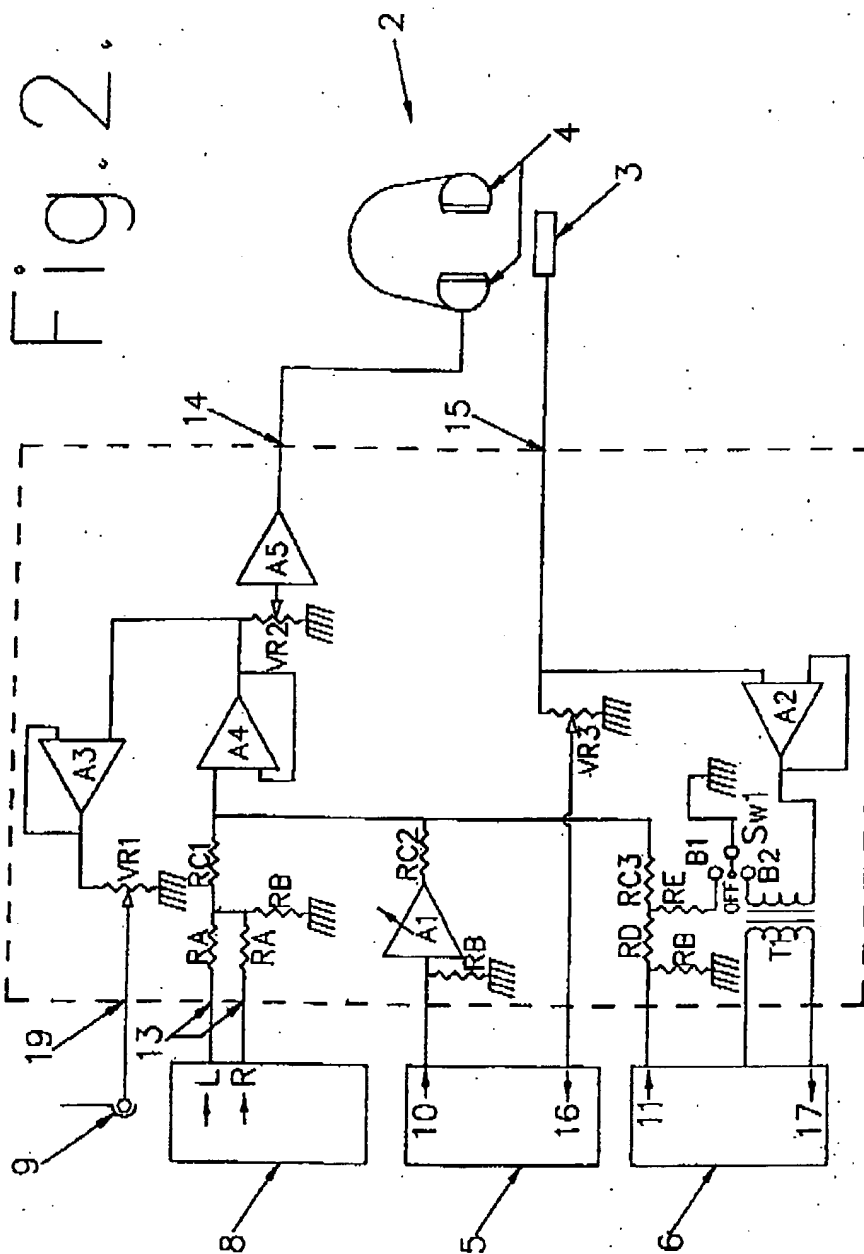 Fig. 2.
2
4
3
14
15
A5
VR2
A3
A4
VR1
RC1
RA
RA
RB
19
13
9
L
R
8
RC2
A1
RB
VR3
10
16
5
A2
RC3
RD
RE
RB
B1
OFF
B2
SW1
T1
11
17
6